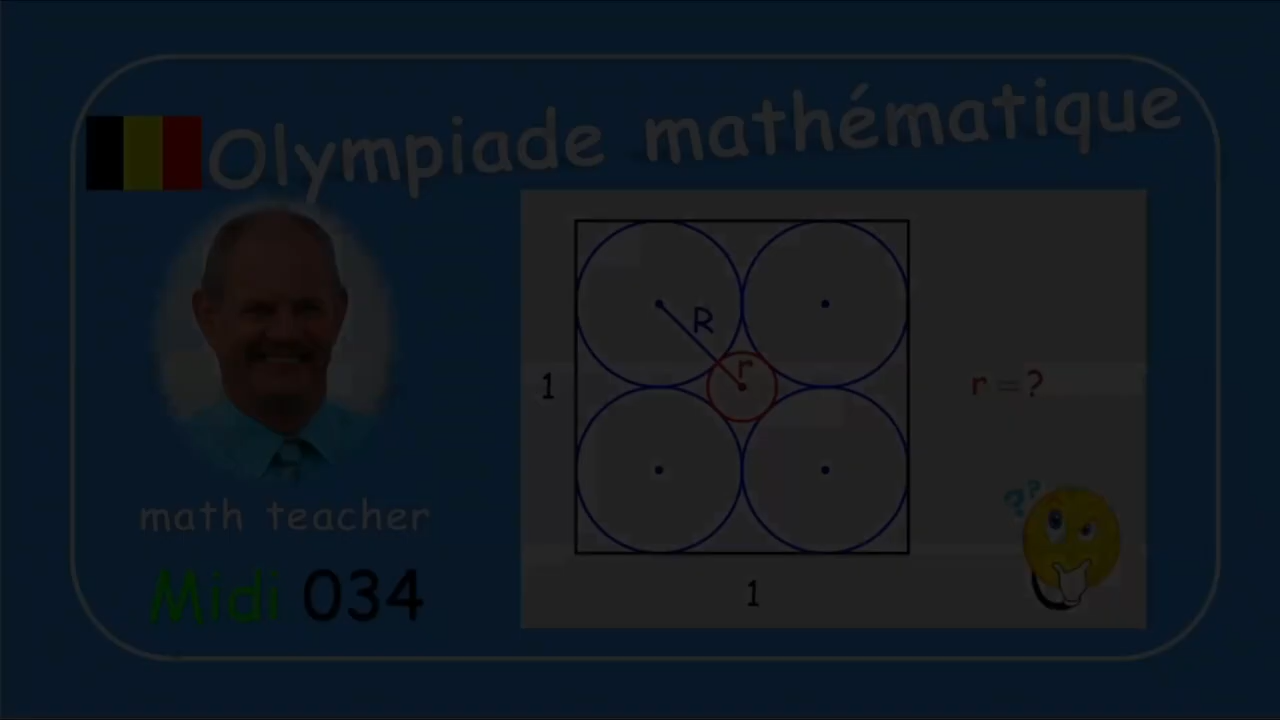 Olympiade mathématique
R
r
1
r = ?
1
math teacher
Midi 034